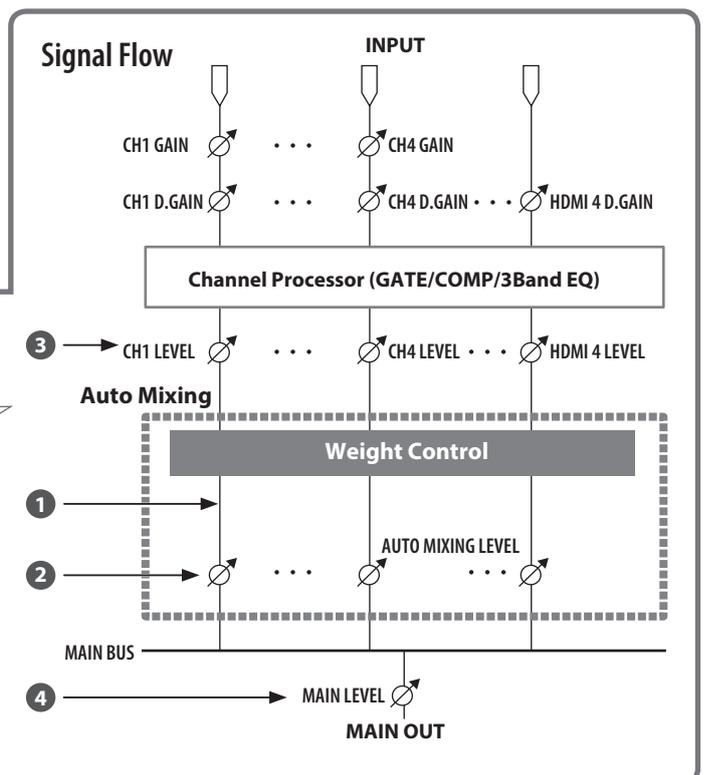 Signal Flow
INPUT
CH1 GAIN . . . CH4 GAIN
CH1 D.GAIN . . . CH4 D.GAIN . . . HDMI 4 D.GAIN
Channel Processor (GATE/COMP/3Band EQ)
3 CH1 LEVEL . . . CH4 LEVEL . . . HDMI 4 LEVEL
Auto Mixing
Weight Control
1
AUTO MIXING LEVEL
2 . . . . . .
MAIN BUS
4 MAIN LEVEL
MAIN OUT